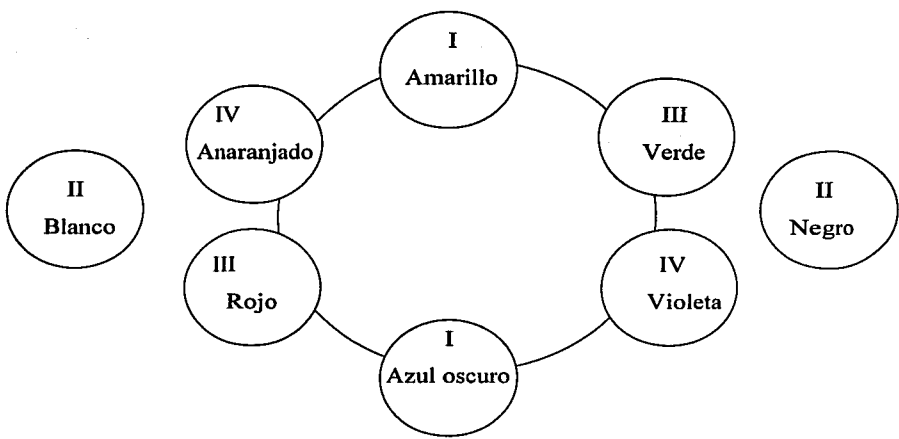 I
Amarillo
IV
Anaranjado
III
Verde
II
Blanco
II
Negro
III
Rojo
IV
Violeta
I
Azul oscuro